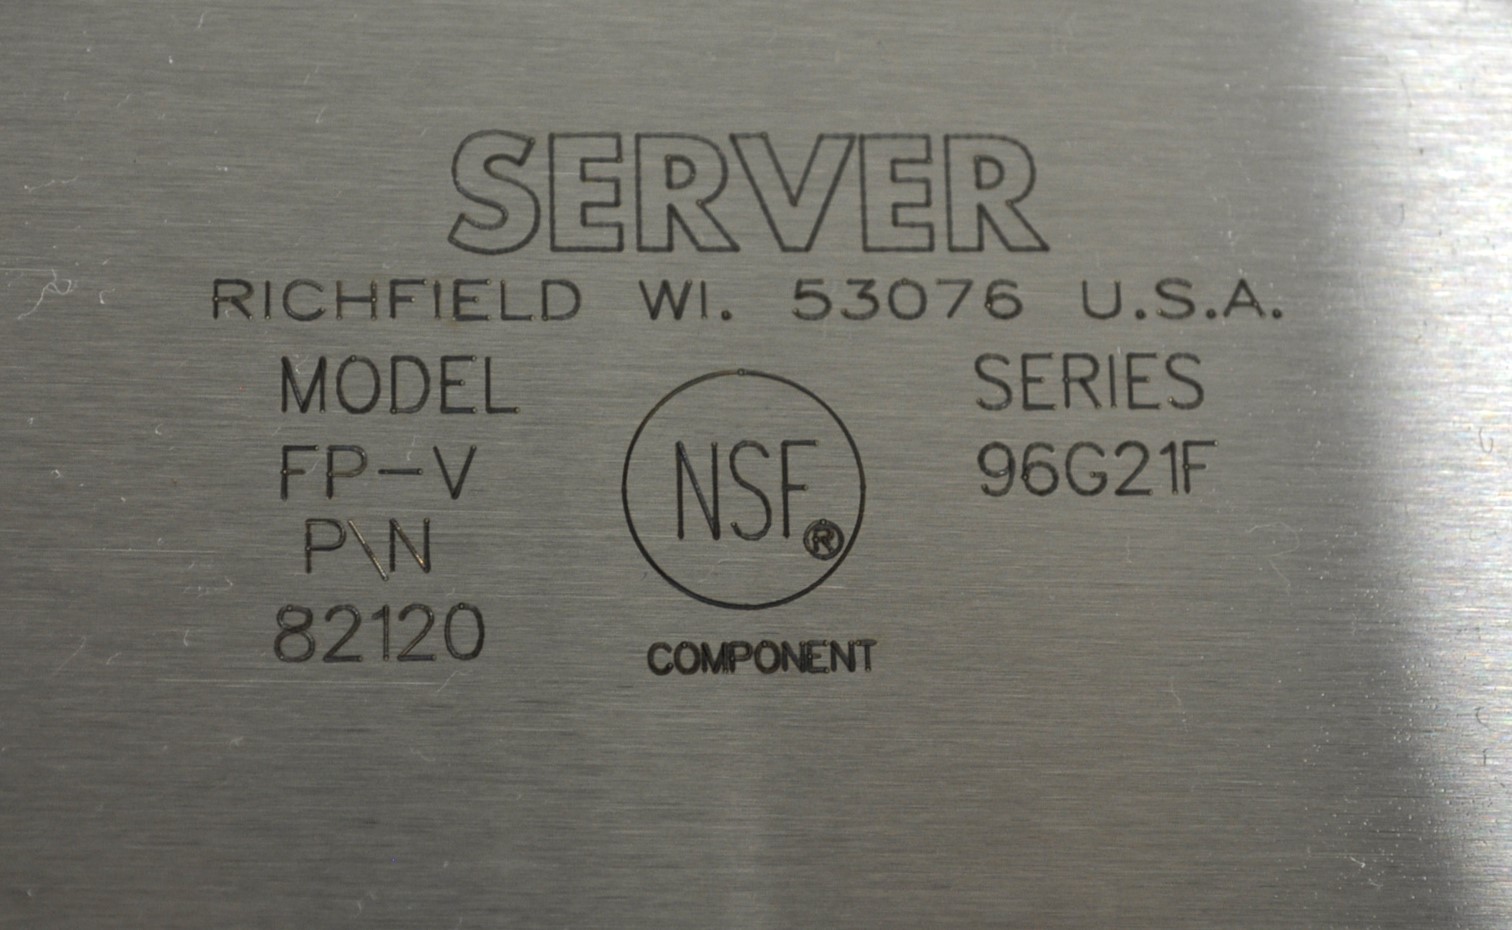 SERVER
RICHFIELD WI. 53076 U.S.A.
MODEL
FP-V
P\N
82120
NSF®
COMPONENT
SERIES
96G21F